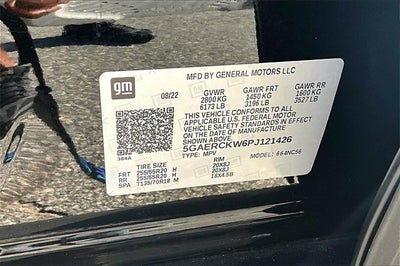 MFD BY GENERAL MOTORS LLC
gm
08/22
GVWR GAWR FRT GAWR RR
2800 KG 1450 KG 1600 KG
6173 LB 3196 LB 3527 LB
THIS VEHICLE CONFORMS TO ALL
APPLICABLE U.S. FEDERAL MOTOR
VEHICLE SAFETY STANDARDS IN EFFECT
ON THE DATE OF MANUFACTURE
SHOWN ABOVE.
5GAERCKW6PJ121426
384A TYPE: MPV MODEL: 664NC56
TIRE SIZE RIM
FRT 255/55R20 H 20X8J
RR 255/55R20 H 20X8J
SPA T135/70R18 M 18X4.5B